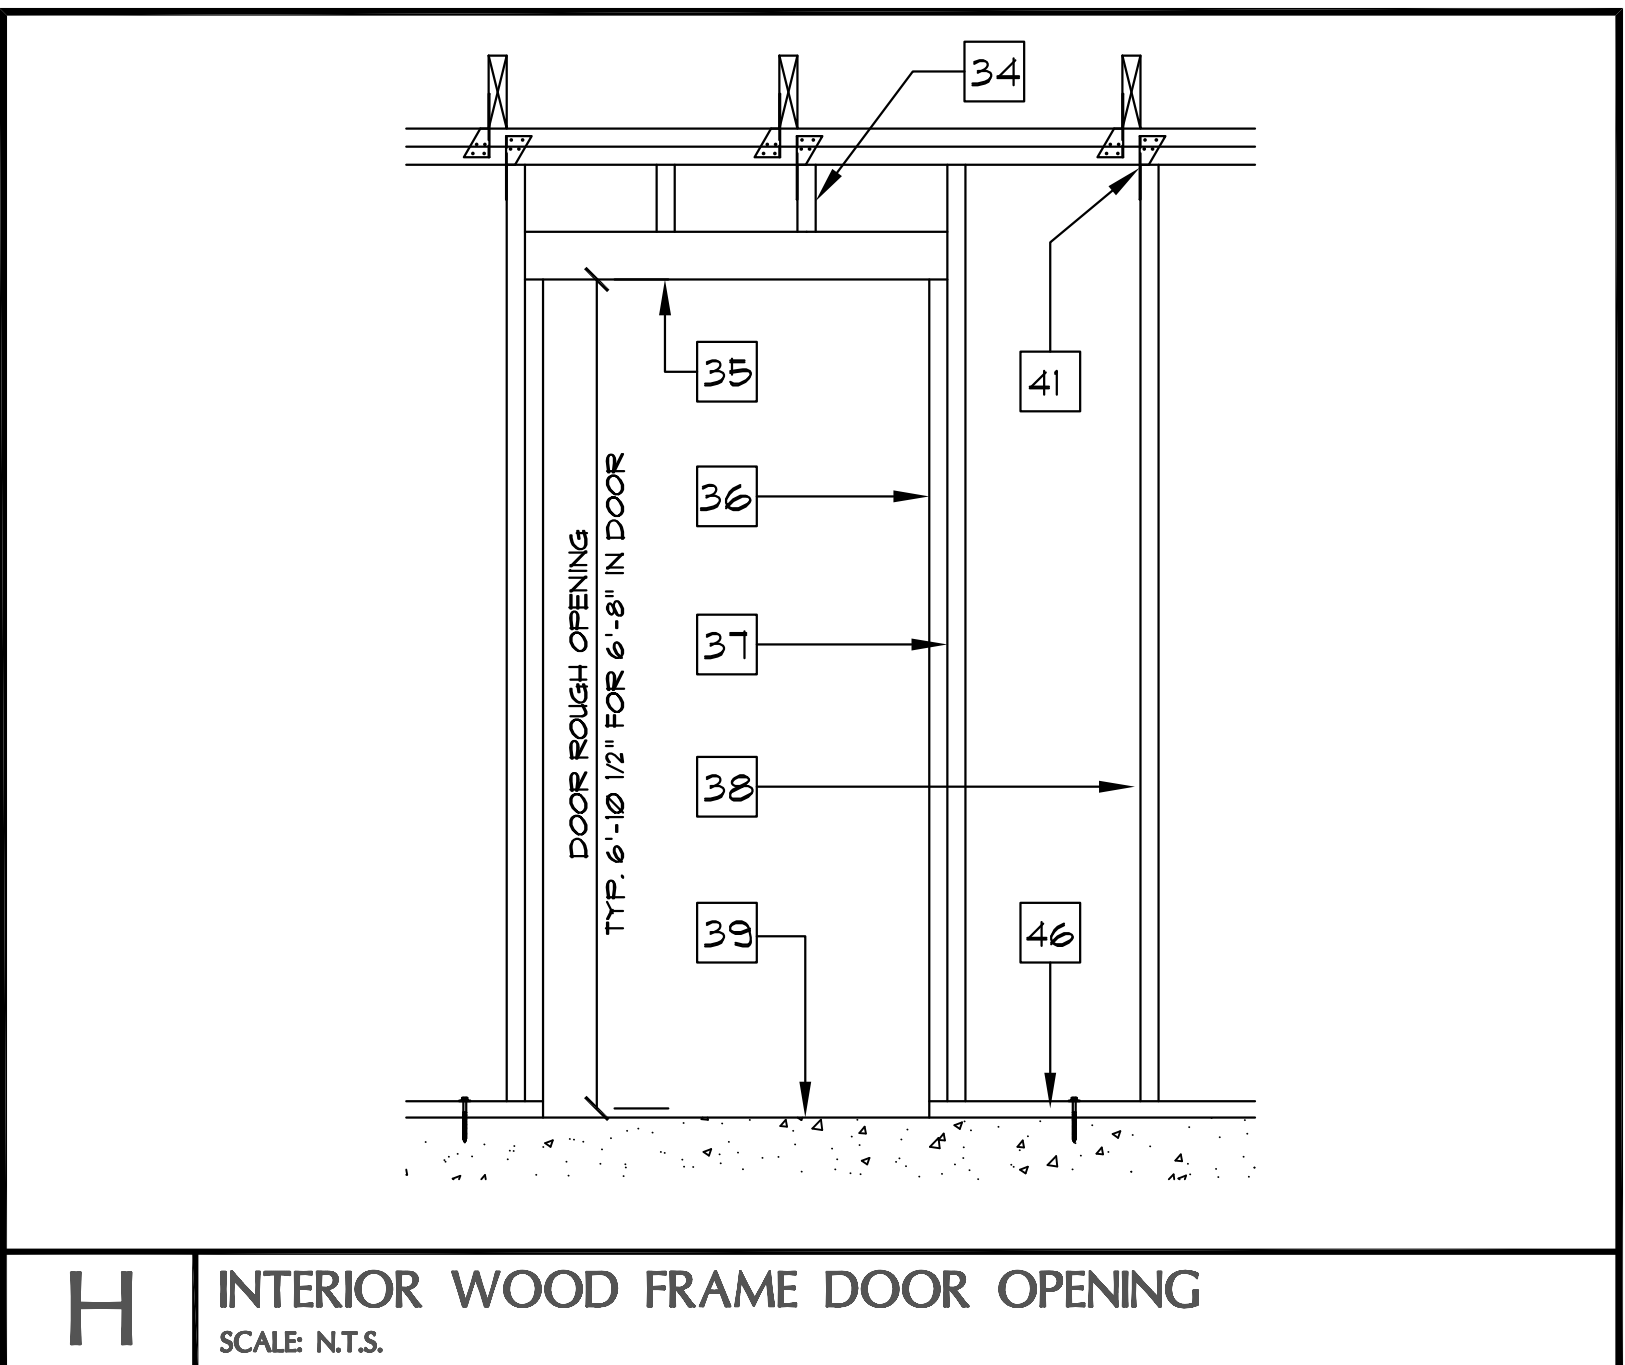 34
35
41
36
37
38
39
46
DOOR ROUGH OPENING
TYP. 6'-10 1/2" FOR 6'-8" IN DOOR
H
INTERIOR WOOD FRAME DOOR OPENING
SCALE: N.T.S.